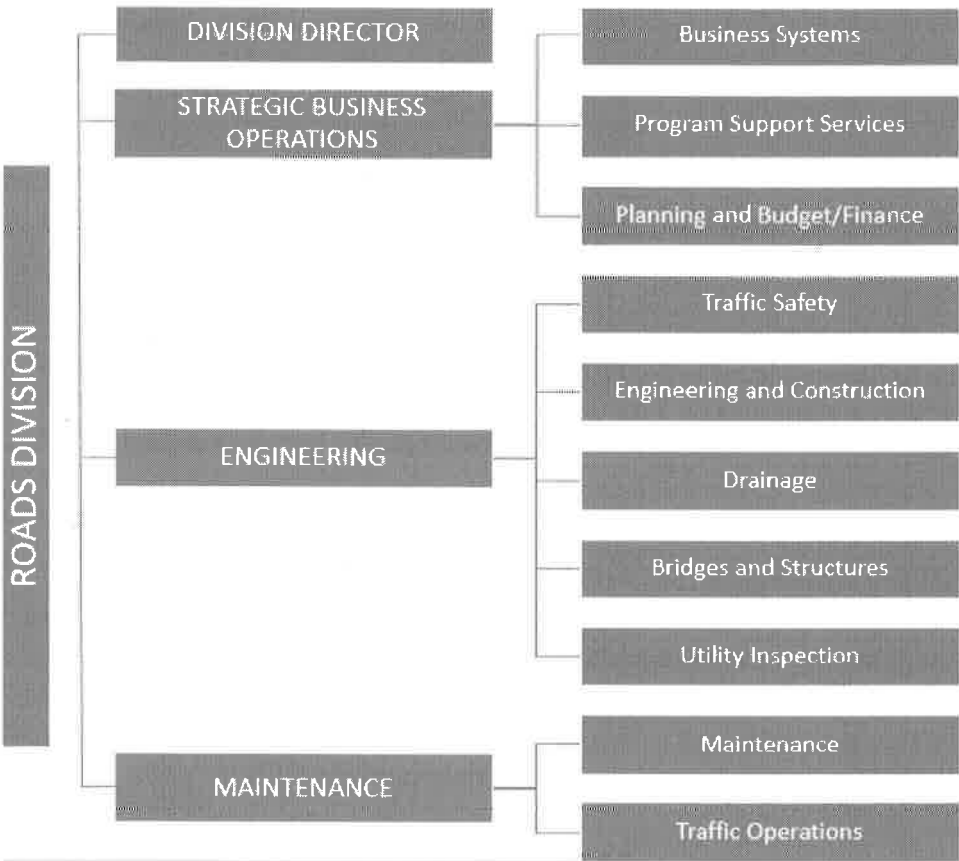 ROADS DIVISION
DIVISION DIRECTOR
STRATEGIC BUSINESS
OPERATIONS
Business Systems
Program Support Services
Planning and Budget/Finance
ENGINEERING
Traffic Safety
Engineering and Construction
Drainage
Bridges and Structures
Utility Inspection
MAINTENANCE
Maintenance
Traffic Operations